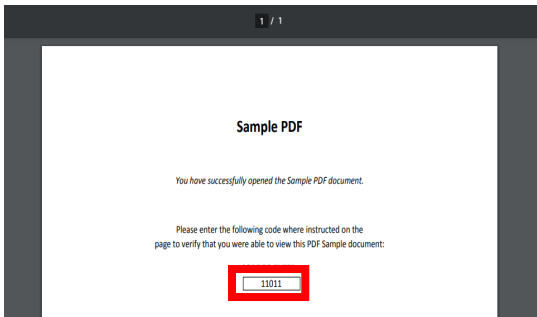 1 / 1
Sample PDF
You have successfully opened the Sample PDF document.
Please enter the following code where instructed on the
page to verify that you were able to view this PDF Sample document:
11011